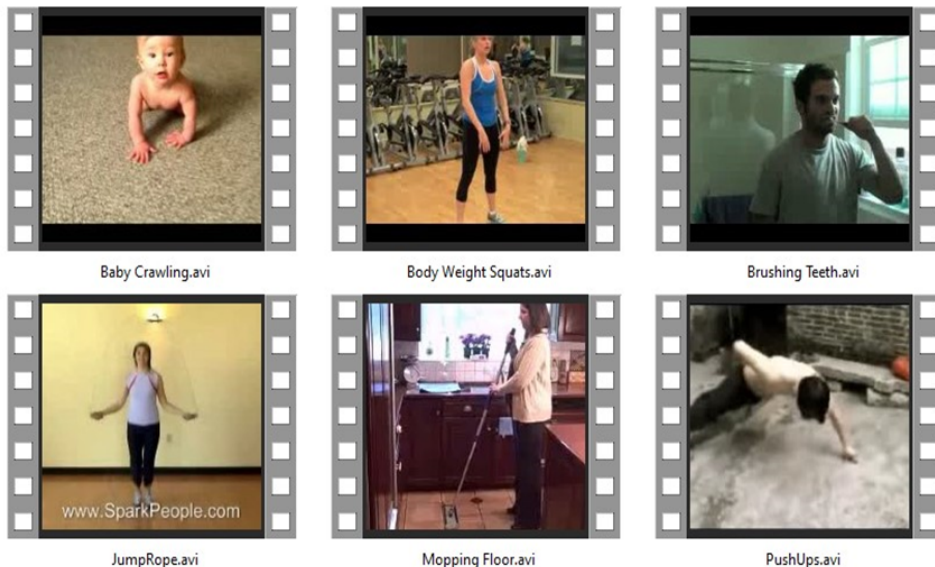 Baby Crawling.avi
Body Weight Squats.avi
Brushing Teeth.avi
www.SparkPeople.com
JumpRope.avi
Mopping Floor.avi
PushUps.avi